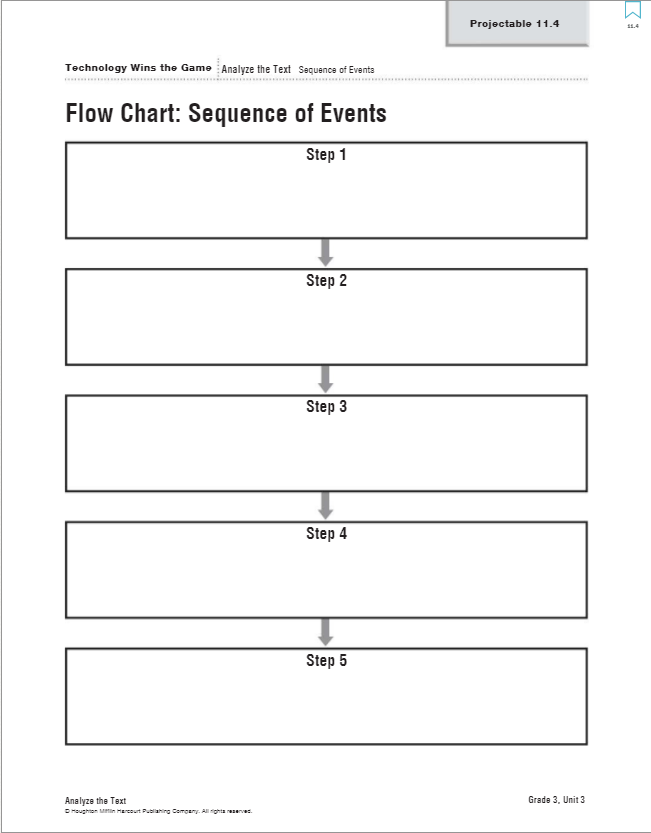 Projectable 11.4
11.4
Technology Wins the Game Analyze the Text Sequence of Events
Flow Chart: Sequence of Events
Step 1
Step 2
Step 3
Step 4
Step 5
Analyze the Text
Grade 3, Unit 3
© Houghton Mifflin Harcourt Publishing Company. All rights reserved.